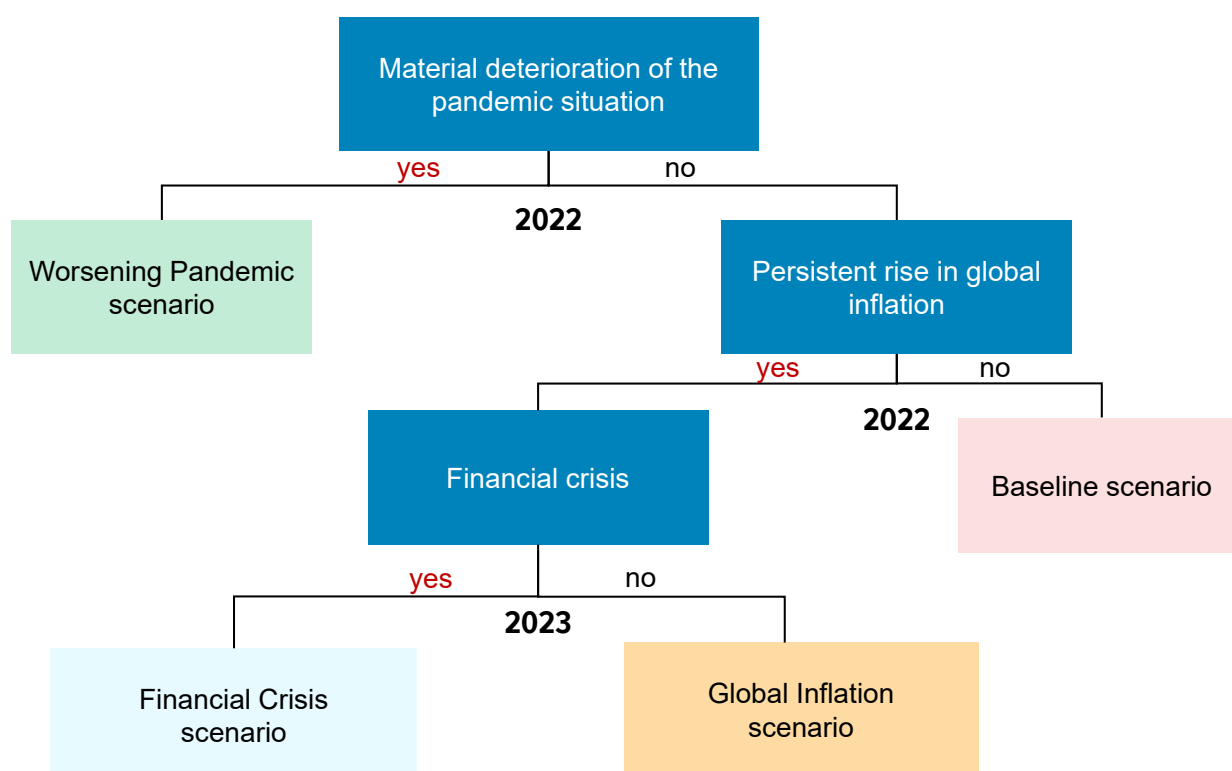 Material deterioration of the
pandemic situation
yes
no
2022
Worsening Pandemic
scenario
Persistent rise in global
inflation
yes
no
2022
Financial crisis
Baseline scenario
yes
no
2023
Financial Crisis
scenario
Global Inflation
scenario